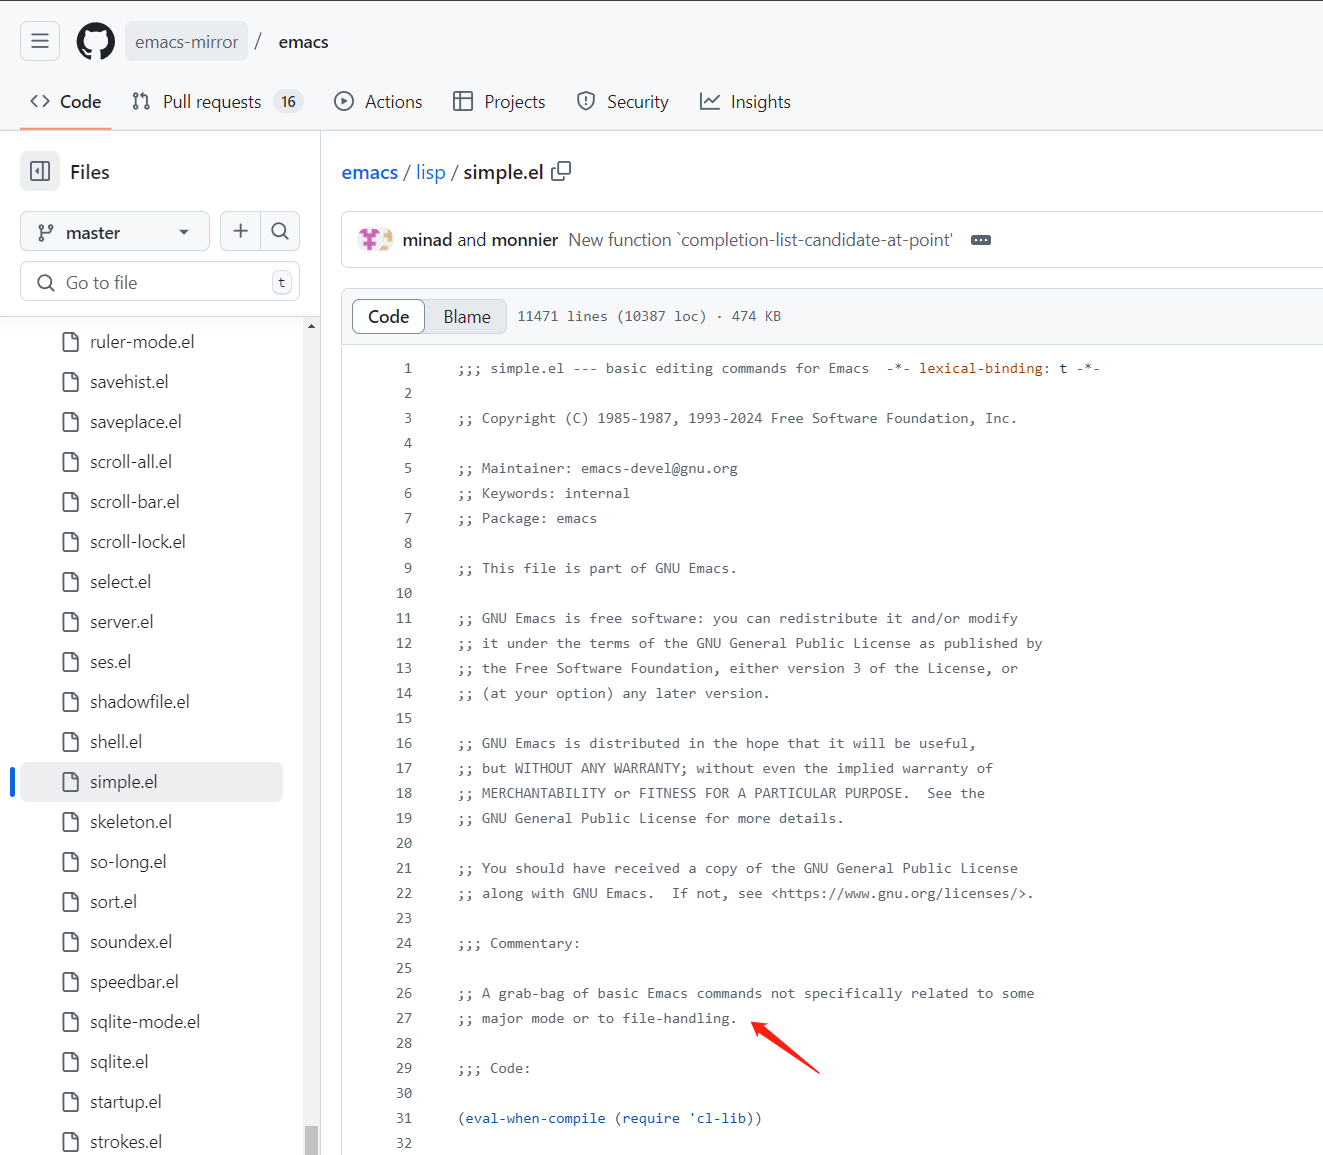 emacs-mirror / emacs
Code Pull requests 16 Actions Projects Security Insights
Files
master
Go to file t
ruler-mode.el
savehist.el
saveplace.el
scroll-all.el
scroll-bar.el
scroll-lock.el
select.el
server.el
ses.el
shadowfile.el
shell.el
simple.el
skeleton.el
so-long.el
sort.el
soundex.el
speedbar.el
sqlite-mode.el
sqlite.el
startup.el
strokes.el
emacs / lisp / simple.el
minad and monnier New function `completion-list-candidate-at-point'
Code Blame 11471 lines (10387 loc) · 474 KB
1 ;;; simple.el --- basic editing commands for Emacs  -*- lexical-binding: t -*-
2
3 ;; Copyright (C) 1985-1987, 1993-2024 Free Software Foundation, Inc.
4
5 ;; Maintainer: emacs-devel@gnu.org
6 ;; Keywords: internal
7 ;; Package: emacs
8
9 ;; This file is part of GNU Emacs.
10
11 ;; GNU Emacs is free software: you can redistribute it and/or modify
12 ;; it under the terms of the GNU General Public License as published by
13 ;; the Free Software Foundation, either version 3 of the License, or
14 ;; (at your option) any later version.
15
16 ;; GNU Emacs is distributed in the hope that it will be useful,
17 ;; but WITHOUT ANY WARRANTY; without even the implied warranty of
18 ;; MERCHANTABILITY or FITNESS FOR A PARTICULAR PURPOSE.  See the
19 ;; GNU General Public License for more details.
20
21 ;; You should have received a copy of the GNU General Public License
22 ;; along with GNU Emacs.  If not, see <https://www.gnu.org/licenses/>.
23
24 ;;; Commentary:
25
26 ;; A grab-bag of basic Emacs commands not specifically related to some
27 ;; major mode or to file-handling.
28
29 ;;; Code:
30
31 (eval-when-compile (require 'cl-lib))
32